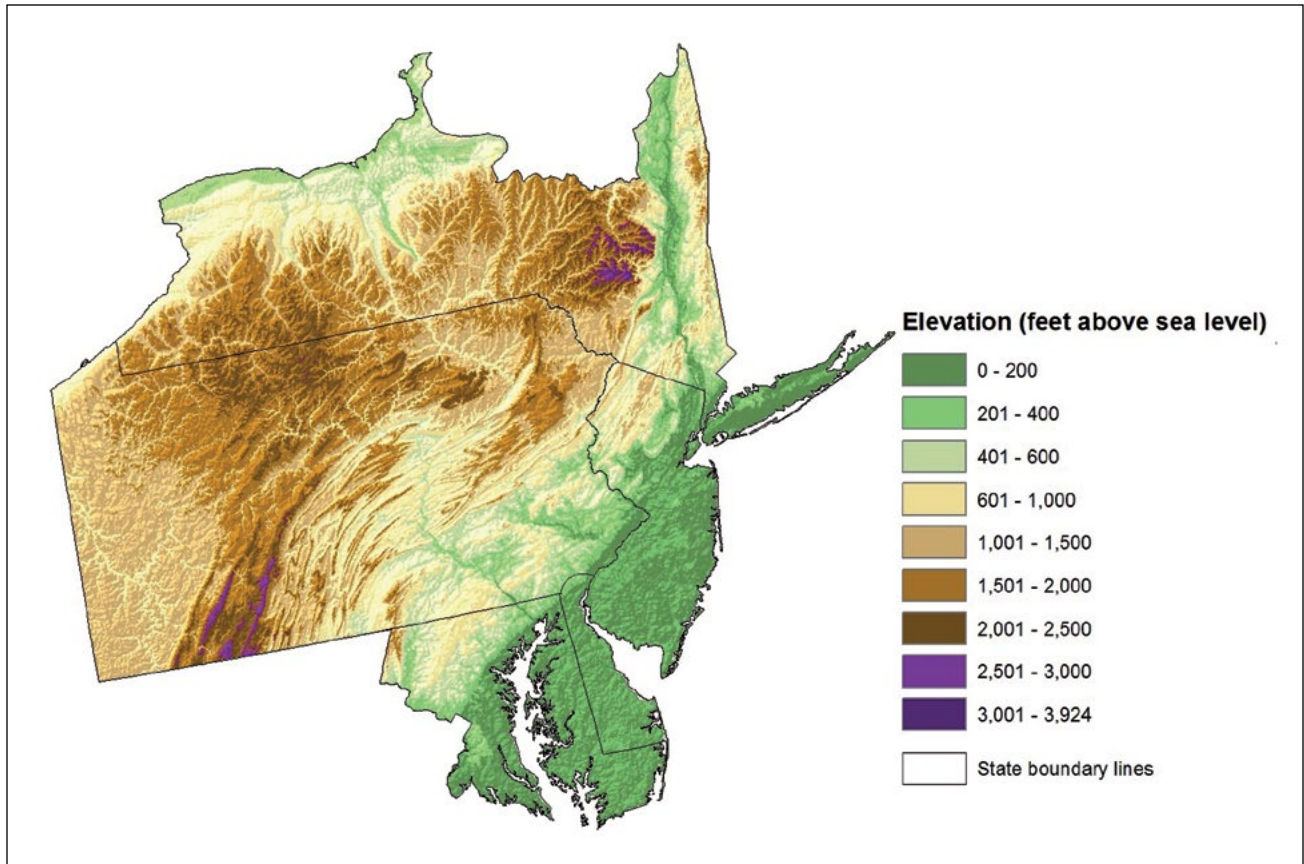 Elevation (feet above sea level)
0 - 200
201 - 400
401 - 600
601 - 1,000
1,001 - 1,500
1,501 - 2,000
2,001 - 2,500
2,501 - 3,000
3,001 - 3,924
State boundary lines